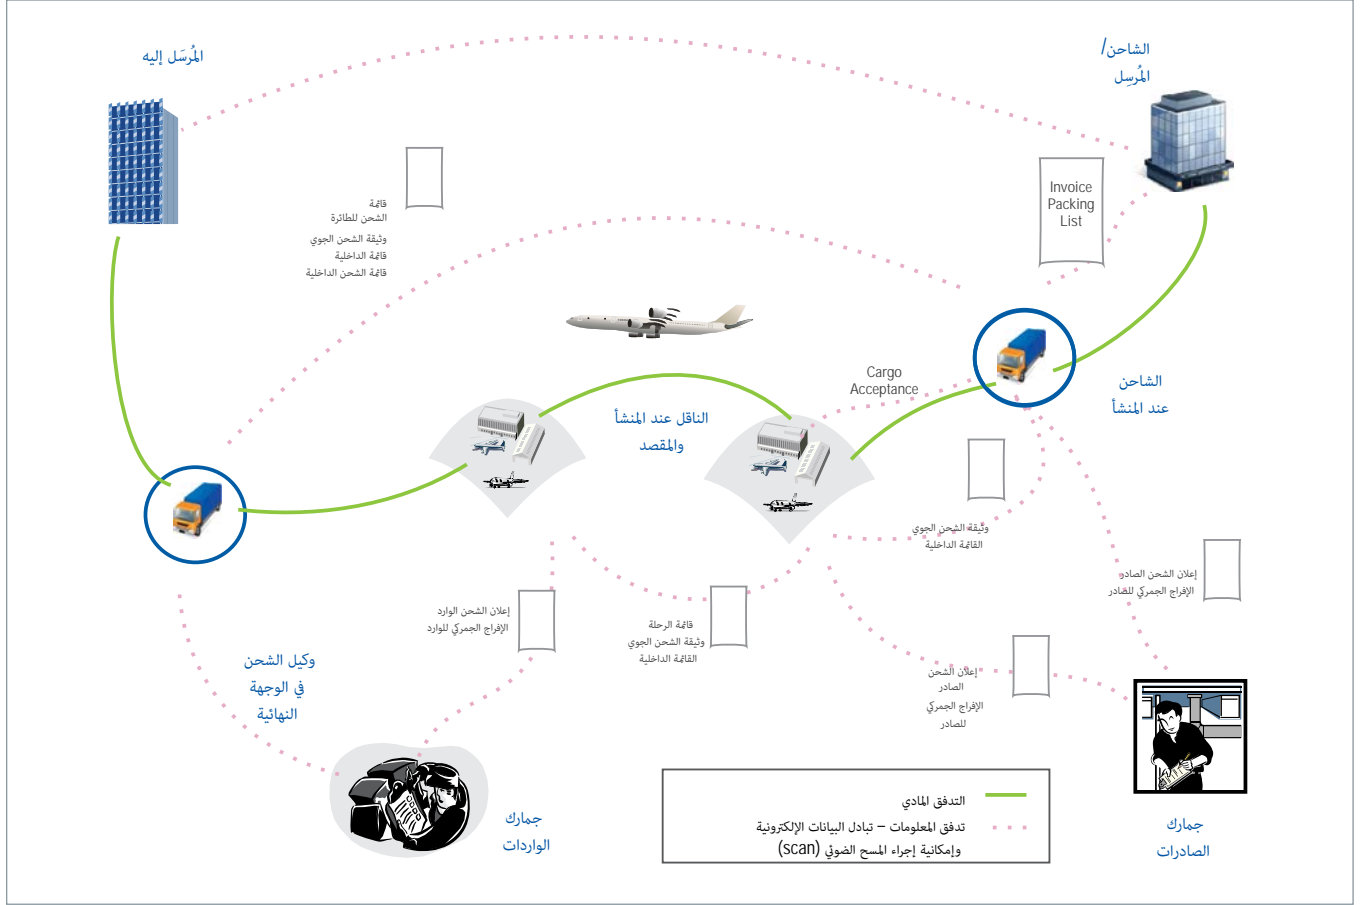 الشاحن/
المُرسِل
المُرسَل إليه
Invoice
Packing
List
قائمة
الشحن للطائرة
وثيقة الشحن الجوي
قائمة الداخلية
قائمة الشحن الداخلية
Cargo
Acceptance
الشاحن
عند المنشأ
الناقل عند المنشأ
والمقصد
وثيقة الشحن الجوي
القائمة الداخلية
إعلان الشحن الصادر
الإفراج الجمركي للصادر
قائمة الرحلة
وثيقة الشحن الجوي
القائمة الداخلية
إعلان الشحن الوارد
الإفراج الجمركي للوارد
وكيل الشحن
في الوجهة
النهائية
إعلان الشحن
الصادر
الإفراج الجمركي
للصادر
جمارك
الصادرات
جمارك
الواردات
التدفق المادي
تدفق المعلومات – تبادل البيانات الإلكترونية
وإمكانية إجراء المسح الضوئي (scan)